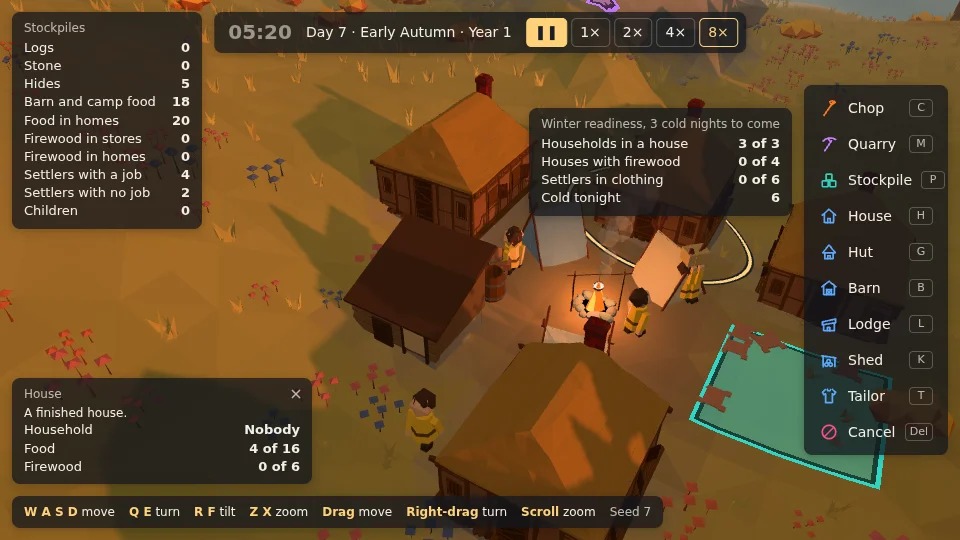 Stockpiles
Logs 0
Stone 0
Hides 5
Barn and camp food 18
Food in homes 20
Firewood in stores 0
Firewood in homes 0
Settlers with a job 4
Settlers with no job 2
Children 0
05:20 Day 7 · Early Autumn · Year 1 1× 2× 4× 8×
Winter readiness, 3 cold nights to come
Households in a house 3 of 3
Houses with firewood 0 of 4
Settlers in clothing 0 of 6
Cold tonight 6
Chop C
Quarry M
Stockpile P
House H
Hut G
Barn B
Lodge L
Shed K
Tailor T
Cancel Del
House ×
A finished house.
Household Nobody
Food 4 of 16
Firewood 0 of 6
W A S D move Q E turn R F tilt Z X zoom Drag move Right-drag turn Scroll zoom Seed 7